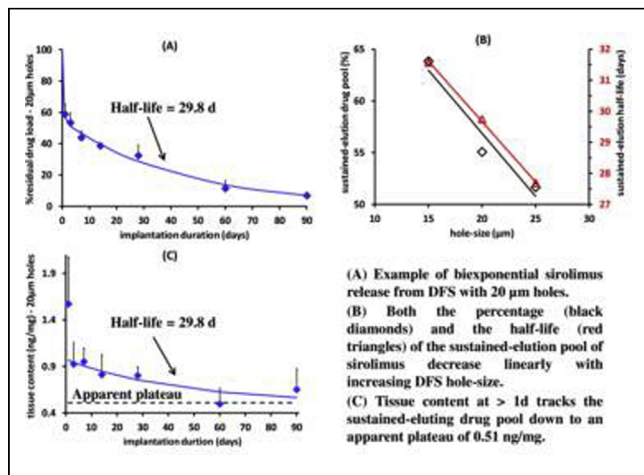 (A)
100
80
60
40
20
0
%residual drug load - 20µm holes
Half-life = 29.8 d
0 10 20 30 40 50 60 70 80 90
implantation duration (days)
(B)
65
60
55
50
sustained-elution drug pool (%)
32
31
30
29
28
27
sustained-elution half-life (days)
10 15 20 25 30
hole-size (µm)
(C)
1.9
1.4
0.9
0.4
tissue content (ng/mg) - 20µm holes
Half-life = 29.8 d
Apparent plateau
0 10 20 30 40 50 60 70 80 90
implantation durtion (days)
(A) Example of biexponential sirolimus
release from DFS with 20 µm holes.
(B) Both the percentage (black
diamonds) and the half-life (red
triangles) of the sustained-elution pool of
sirolimus decrease linearly with
increasing DFS hole-size.
(C) Tissue content at > 1d tracks the
sustained-eluting drug pool down to an
apparent plateau of 0.51 ng/mg.